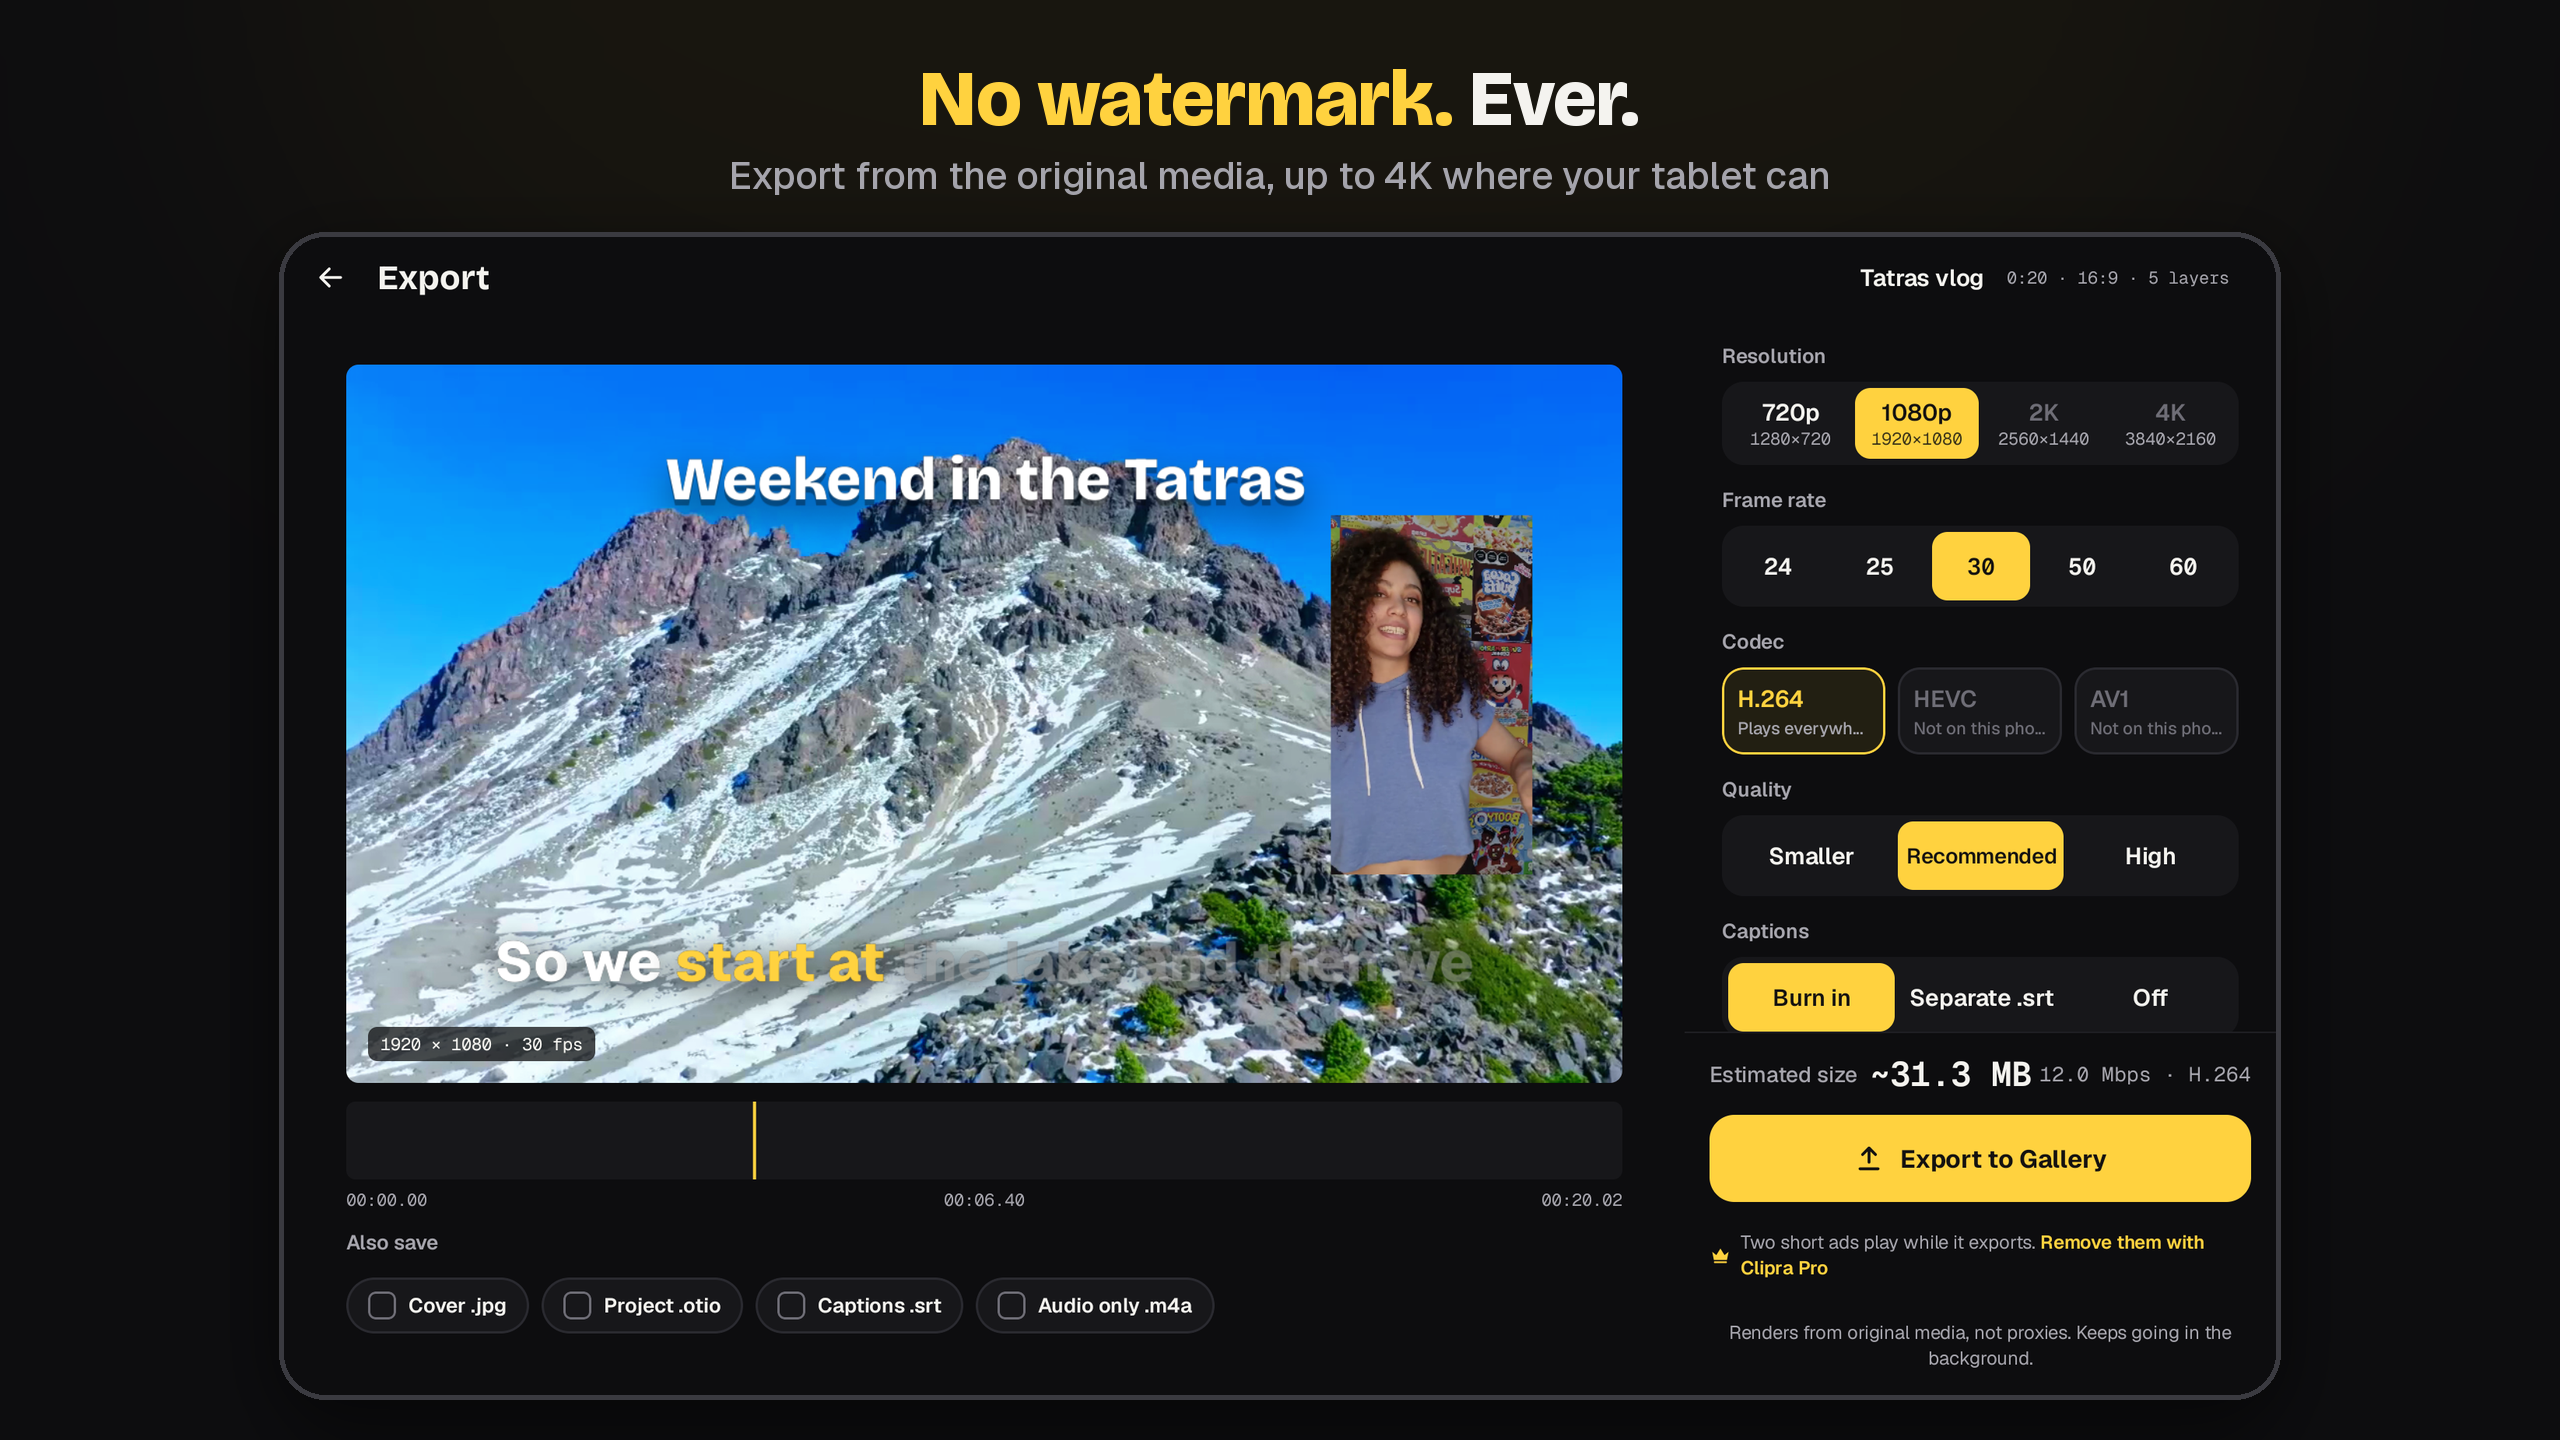 No watermark. Ever.
Export from the original media, up to 4K where your tablet can
Export
Tatras vlog 0:20 · 16:9 · 5 layers
Weekend in the Tatras
So we start at the lake and then we
1920 × 1080 · 30 fps
00:00.00 00:06.40 00:20.02
Also save
Cover .jpg Project .otio Captions .srt Audio only .m4a
Resolution
720p 1080p 2K 4K
1280×720 1920×1080 2560×1440 3840×2160
Frame rate
24 25 30 50 60
Codec
H.264 HEVC AV1
Plays everywh... Not on this pho... Not on this pho...
Quality
Smaller Recommended High
Captions
Burn in Separate .srt Off
Estimated size ~31.3 MB 12.0 Mbps · H.264
Export to Gallery
Two short ads play while it exports. Remove them with
Clipra Pro
Renders from original media, not proxies. Keeps going in the
background.